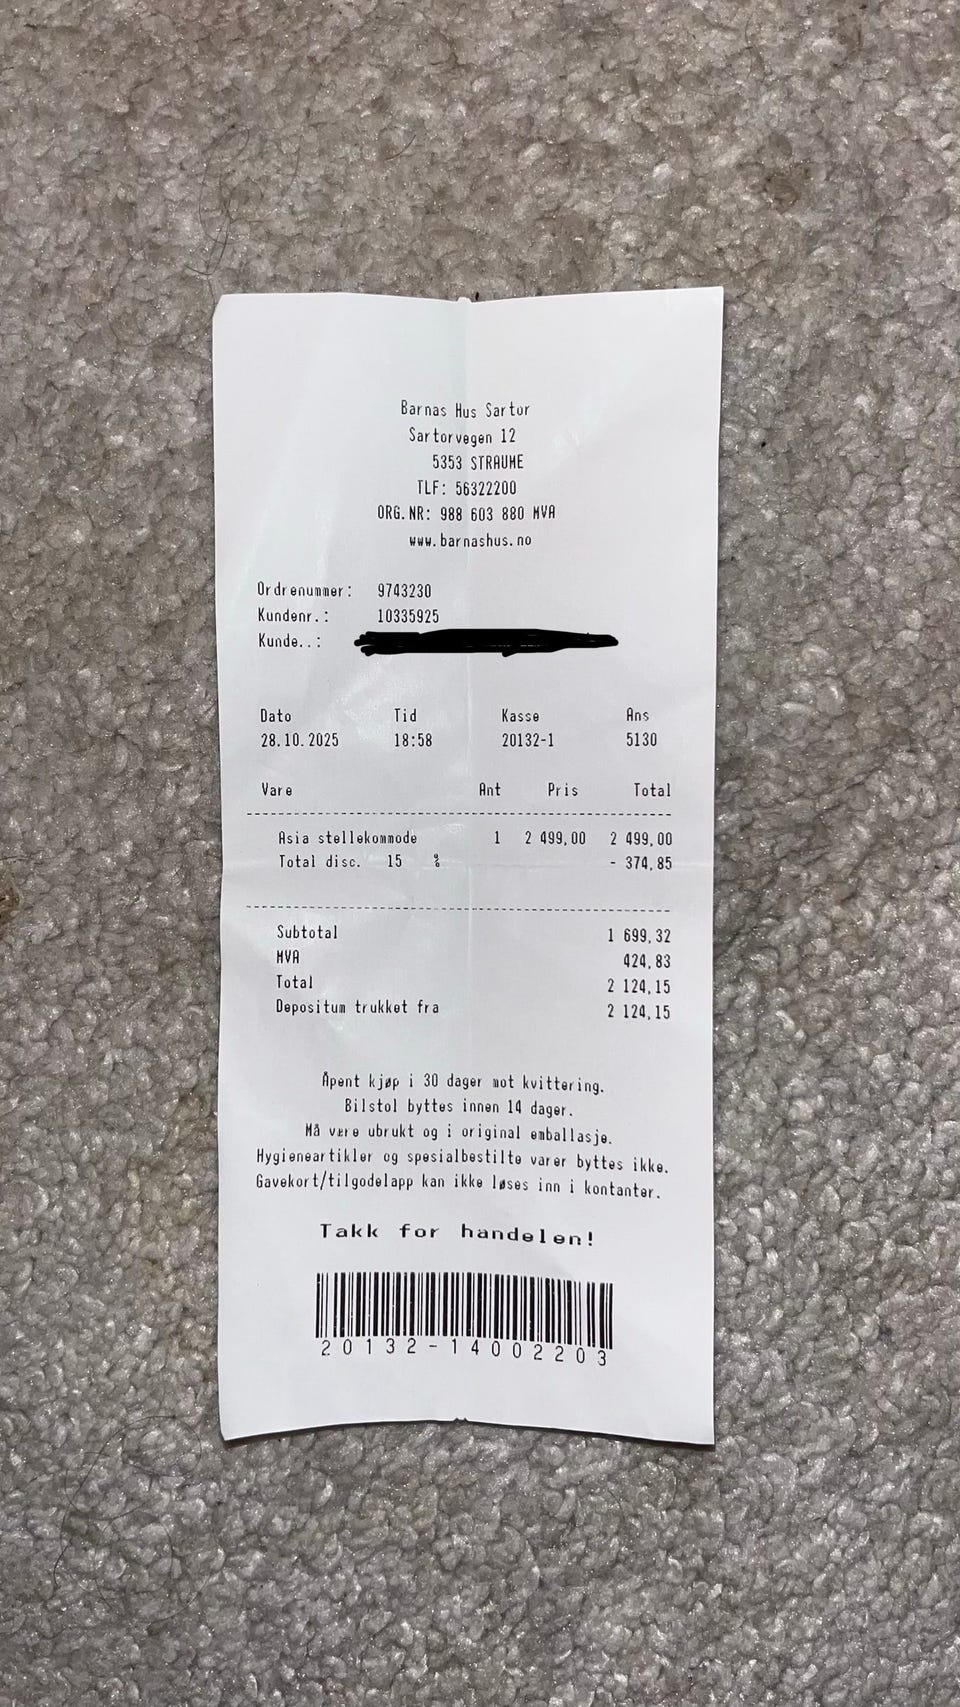 Barnas Hus Sartor
Sartorvegen 12
5353 STRAUME
TLF: 56322200
ORG.NR: 988 603 880 MVA
www.barnashus.no
Ordrenummer: 9743230
Kundenr.: 10335925
Kunde..:
Dato Tid Kasse Ans
28.10.2025 18:58 20132-1 5130
Vare Ant Pris Total
Asia stellekommode 1 2 499,00 2 499,00
Total disc. 15 % - 374,85
Subtotal 1 699,32
MVA 424,83
Total 2 124,15
Depositum trukket fra 2 124,15
Åpent kjøp i 30 dager mot kvittering.
Bilstol byttes innen 14 dager.
Må være ubrukt og i original emballasje.
Hygieneartikler og spesialbestilte varer byttes ikke.
Gavekort/tilgodelapp kan ikke løses inn i kontanter.
Takk for handelen!
20132-14002203